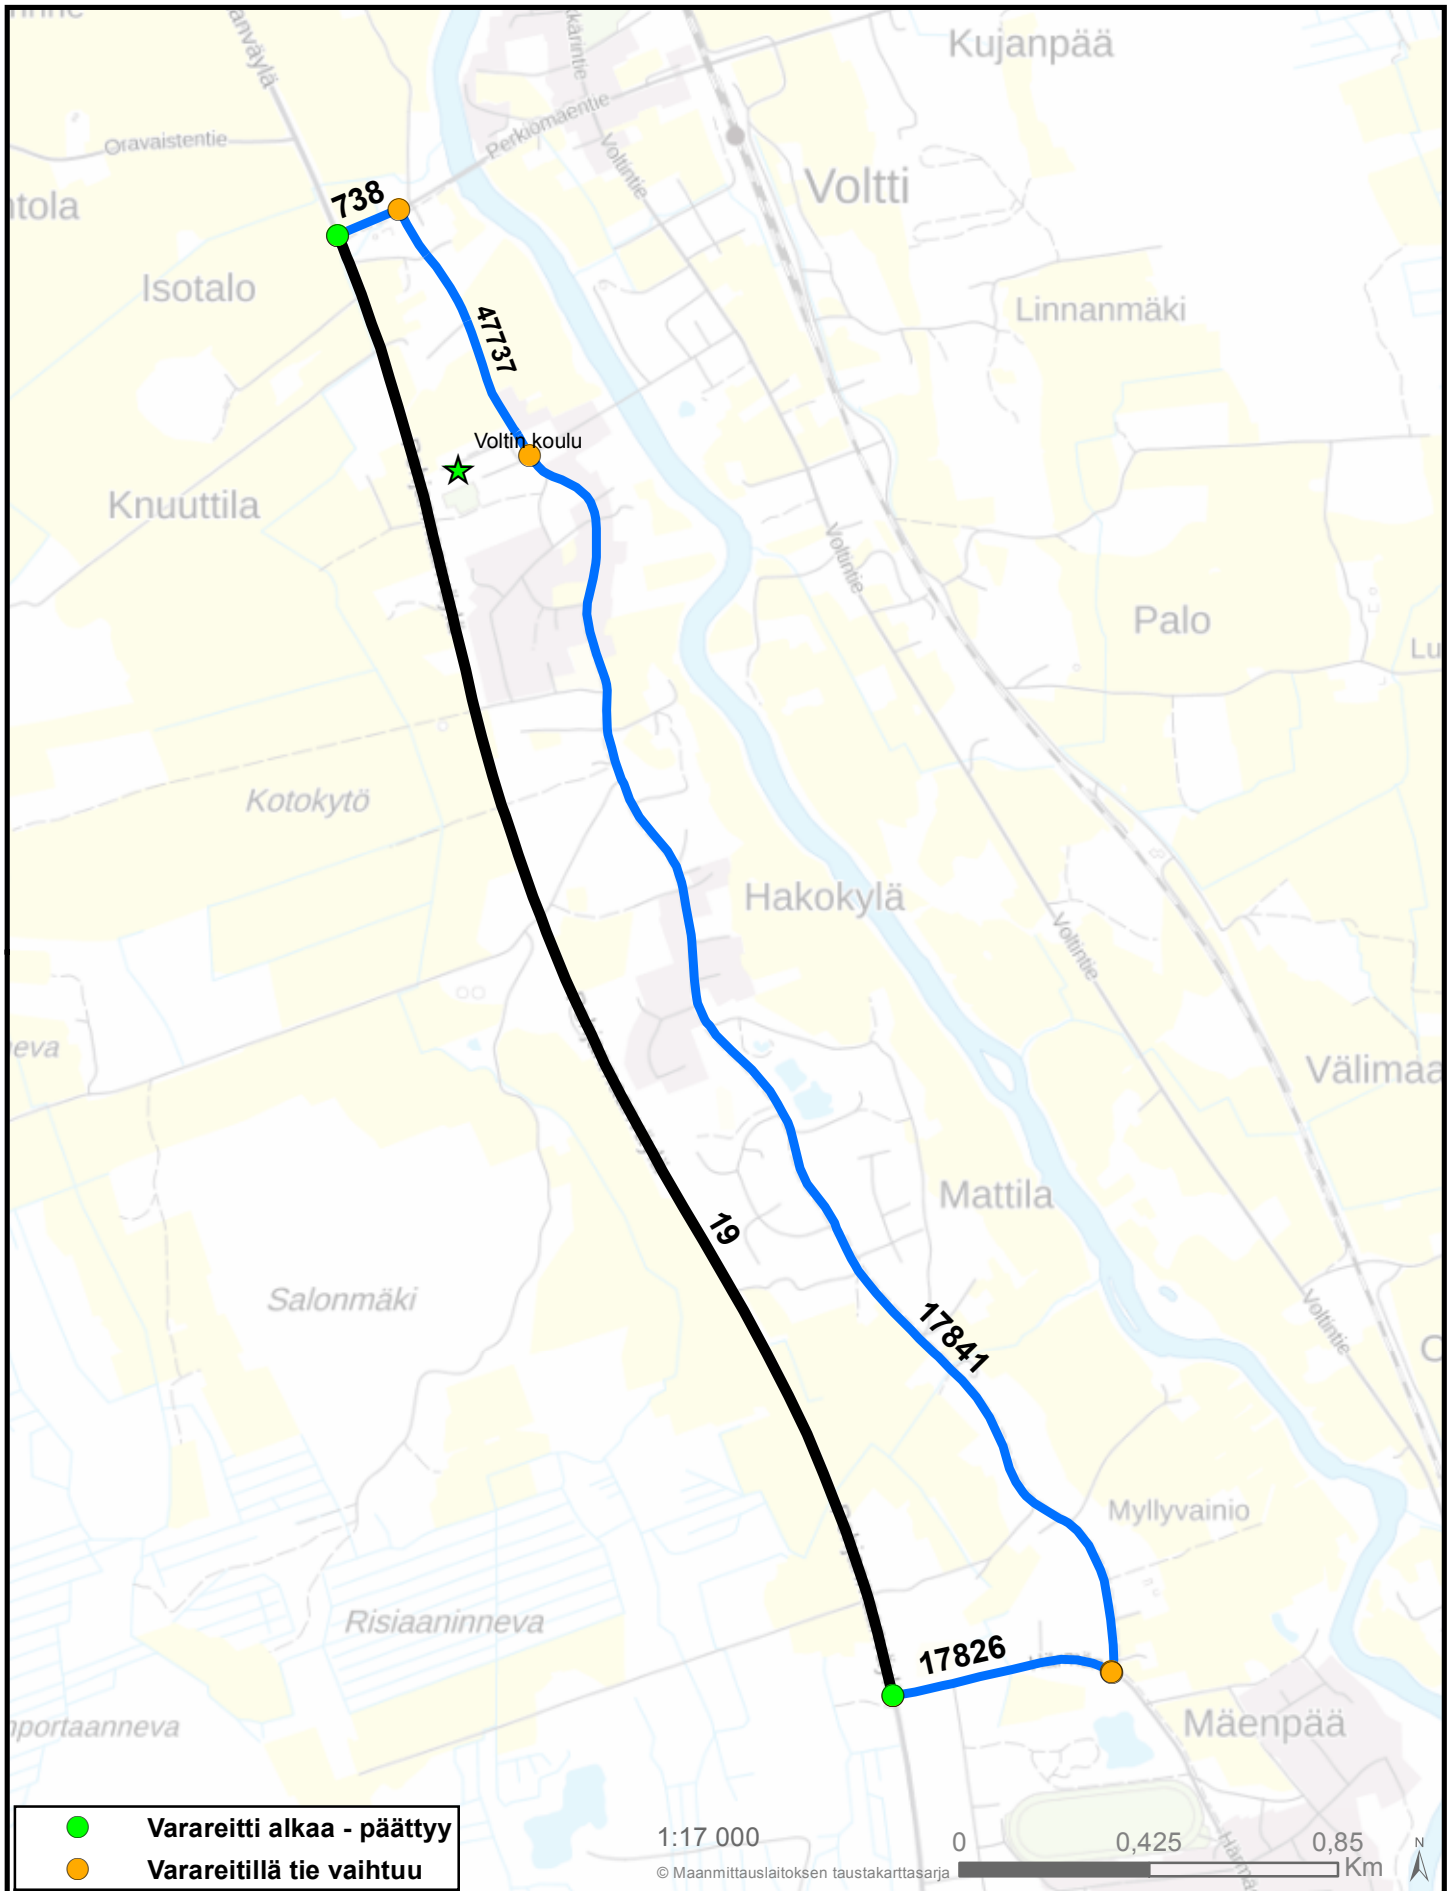 Kujanpää
Oravaistentie
Perkiömäentie
Voltintie
Voltti
738
Isotalo
Linnanmäki
47737
Voltin koulu
Knuuttila
Voltintie
Palo
Kotokytö
Hakokylä
Voltintie
Välimaa
Mattila
19
Salonmäki
17841
Voltintie
Myllyvainio
Risiaaninneva
17826
Mäenpää
Varareitti alkaa - päättyy
Varareitillä tie vaihtuu
1:17 000
© Maanmittauslaitoksen taustakarttasarja
0 0,425 0,85
Km
N